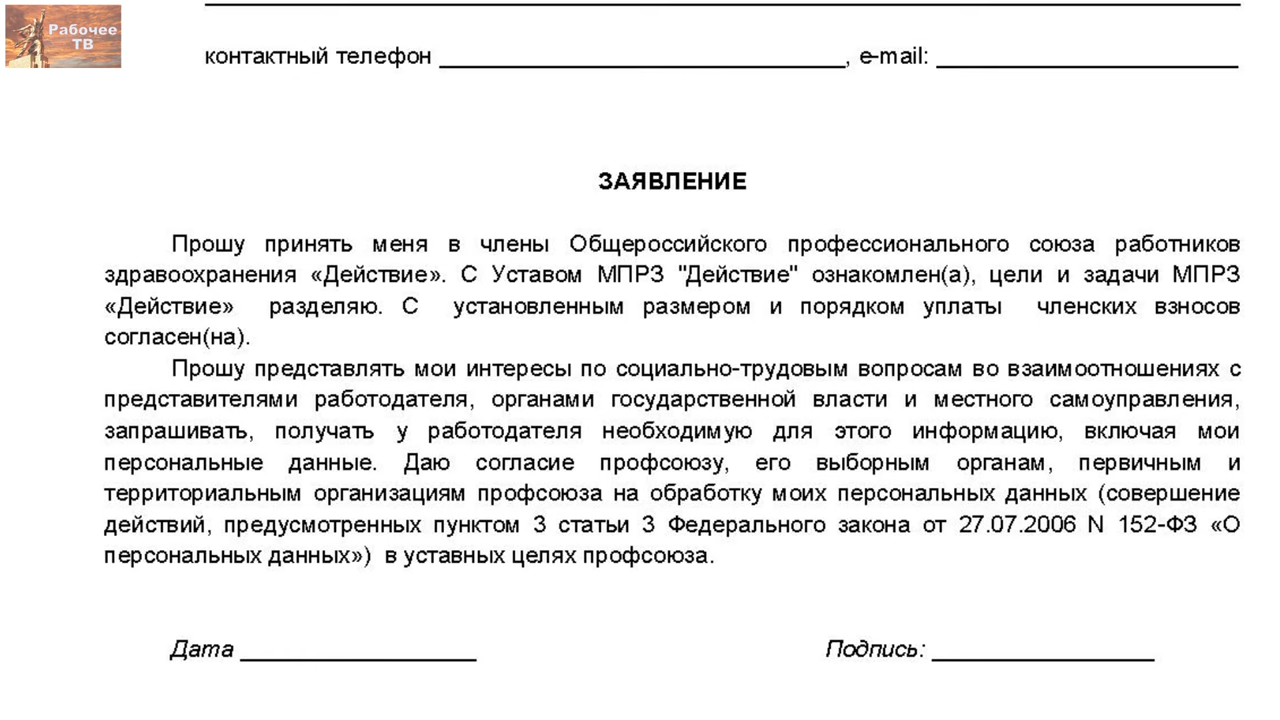 Рабочее
ТВ
контактный телефон ________________________________, e-mail: ________________________
ЗАЯВЛЕНИЕ
Прошу принять меня в члены Общероссийского профессионального союза работников
здравоохранения «Действие». С Уставом МПРЗ "Действие" ознакомлен(а), цели и задачи МПРЗ
«Действие» разделяю. С установленным размером и порядком уплаты членских взносов
согласен(на).
Прошу представлять мои интересы по социально-трудовым вопросам во взаимоотношениях с
представителями работодателя, органами государственной власти и местного самоуправления,
запрашивать, получать у работодателя необходимую для этого информацию, включая мои
персональные данные. Даю согласие профсоюзу, его выборным органам, первичным и
территориальным организациям профсоюза на обработку моих персональных данных (совершение
действий, предусмотренных пунктом 3 статьи 3 Федерального закона от 27.07.2006 N 152-ФЗ «О
персональных данных») в уставных целях профсоюза.
Дата __________________ Подпись: _________________